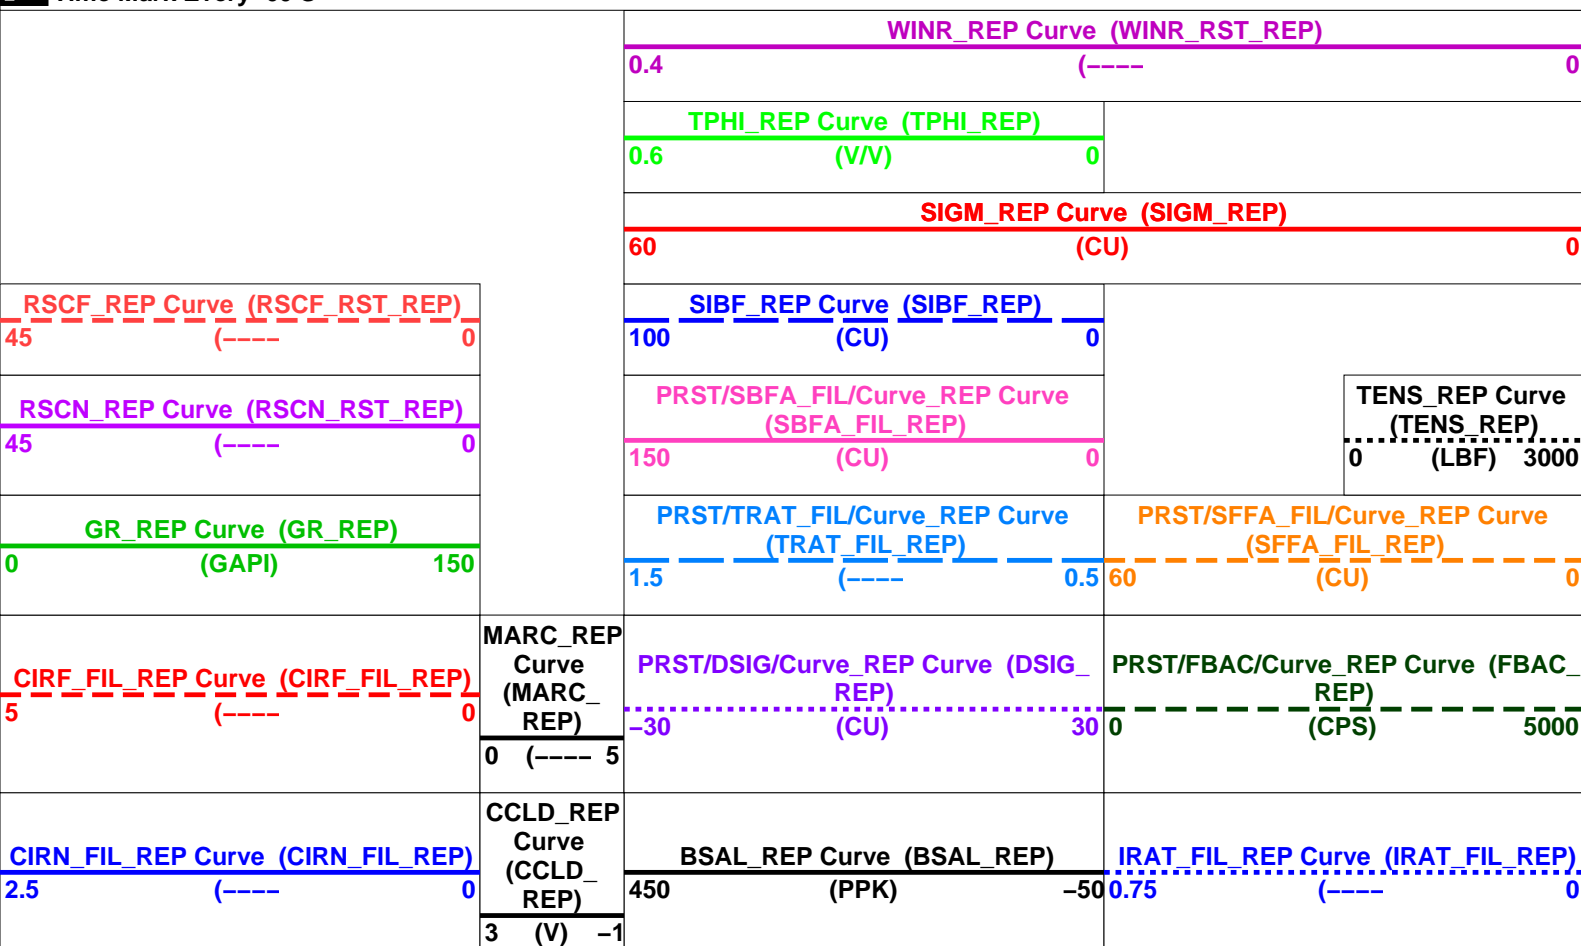 WINR_REP Curve (WINR_RST_REP)
0.4 (---- 0
TPHI_REP Curve (TPHI_REP)
0.6 (V/V) 0
SIGM_REP Curve (SIGM_REP)
60 (CU) 0
RSCF_REP Curve (RSCF_RST_REP)
45 (---- 0
SIBF_REP Curve (SIBF_REP)
100 (CU) 0
RSCN_REP Curve (RSCN_RST_REP)
45 (---- 0
PRST/SBFA_FIL/Curve_REP Curve
(SBFA_FIL_REP)
150 (CU) 0
TENS_REP Curve
(TENS_REP)
0 (LBF) 3000
GR_REP Curve (GR_REP)
0 (GAPI) 150
PRST/TRAT_FIL/Curve_REP Curve
(TRAT_FIL_REP)
1.5 (---- 0.5
PRST/SFFA_FIL/Curve_REP Curve
(SFFA_FIL_REP)
60 (CU) 0
CIRF_FIL_REP Curve (CIRF_FIL_REP)
5 (---- 0
MARC_REP
Curve
(MARC_
REP)
0 (---- 5
PRST/DSIG/Curve_REP Curve (DSIG_
REP)
-30 (CU) 30
PRST/FBAC/Curve_REP Curve (FBAC_
REP)
0 (CPS) 5000
CIRN_FIL_REP Curve (CIRN_FIL_REP)
2.5 (---- 0
CCLD_REP
Curve
(CCLD_
REP)
3 (V) -1
BSAL_REP Curve (BSAL_REP)
450 (PPK) -50
IRAT_FIL_REP Curve (IRAT_FIL_REP)
0.75 (---- 0